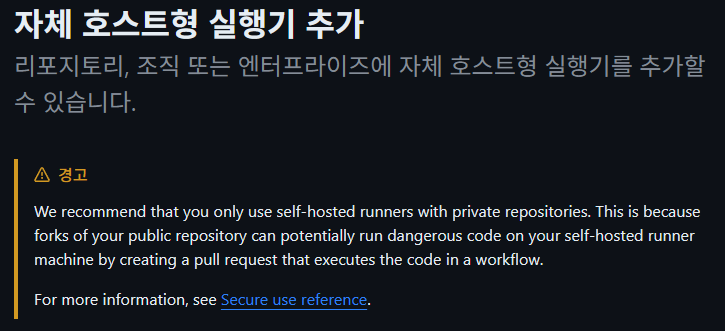 자체 호스트형 실행기 추가
리포지토리, 조직 또는 엔터프라이즈에 자체 호스트형 실행기를 추가할
수 있습니다.
경고
We recommend that you only use self-hosted runners with private repositories. This is because
forks of your public repository can potentially run dangerous code on your self-hosted runner
machine by creating a pull request that executes the code in a workflow.
For more information, see Secure use reference.